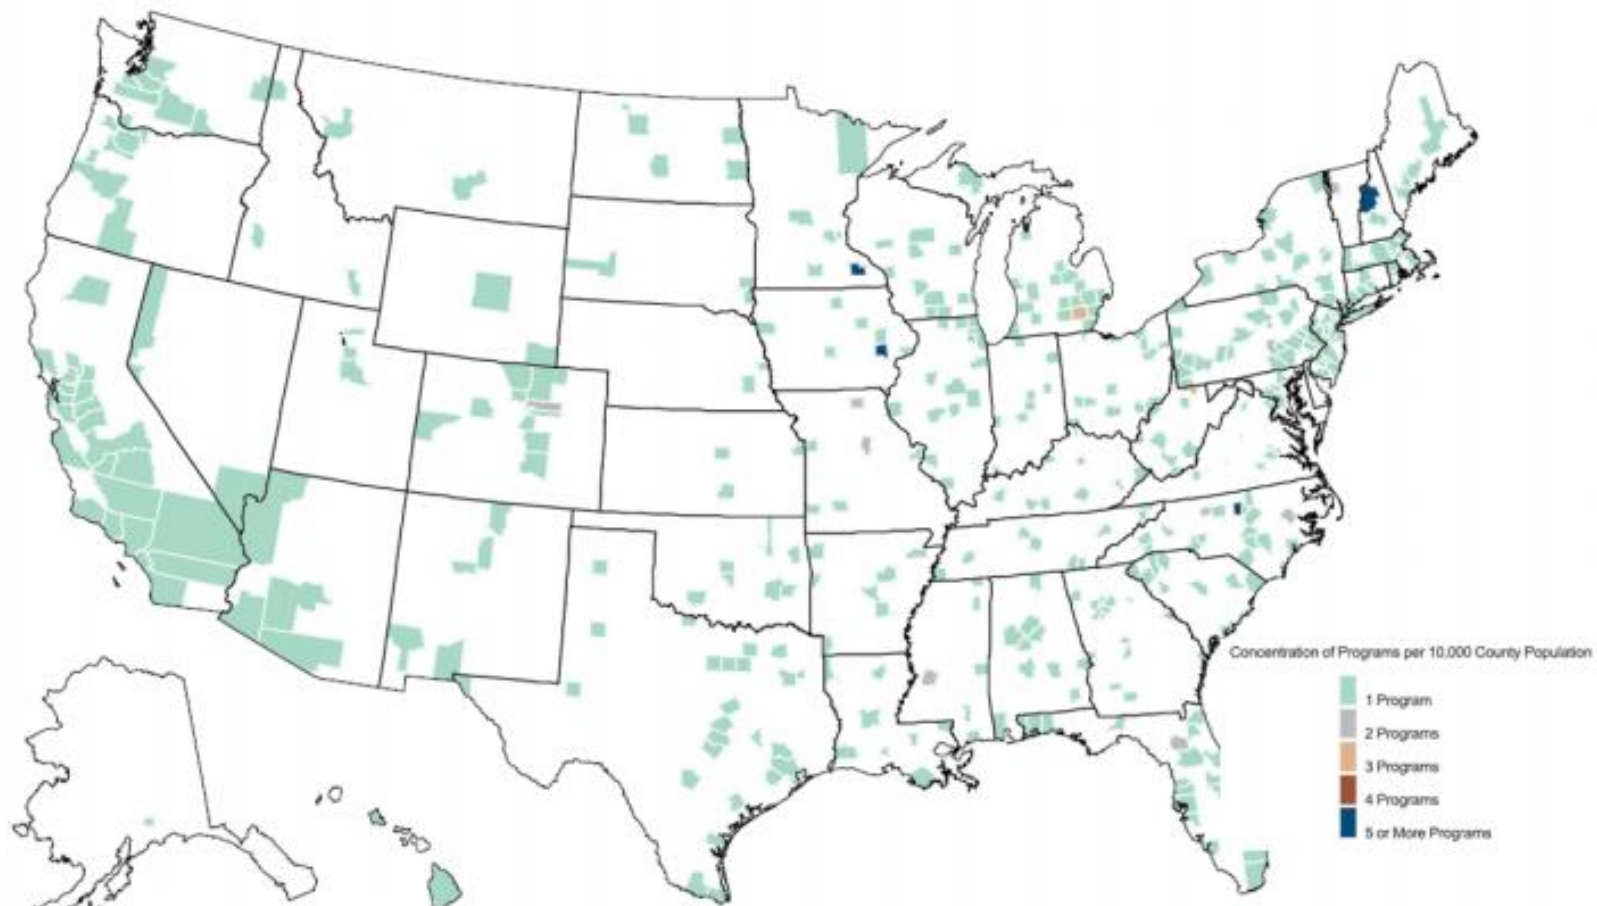 Concentration of Programs per 10,000 County Population
1 Program
2 Programs
3 Programs
4 Programs
5 or More Programs